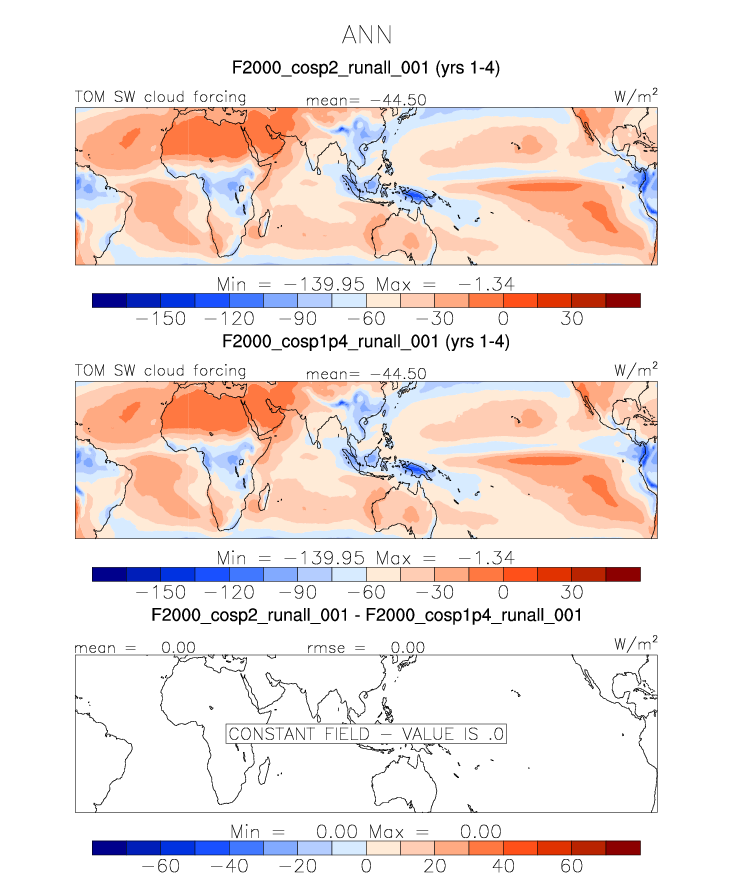 ANN
F2000_cosp2_runall_001 (yrs 1-4)
TOM SW cloud forcing mean= −44.50 W/m²
Min = −139.95 Max = −1.34
−150 −120 −90 −60 −30 0 30
F2000_cosp1p4_runall_001 (yrs 1-4)
TOM SW cloud forcing mean= −44.50 W/m²
Min = −139.95 Max = −1.34
−150 −120 −90 −60 −30 0 30
F2000_cosp2_runall_001 - F2000_cosp1p4_runall_001
mean = 0.00 rmse = 0.00 W/m²
CONSTANT FIELD − VALUE IS .0
Min = 0.00 Max = 0.00
−60 −40 −20 0 20 40 60